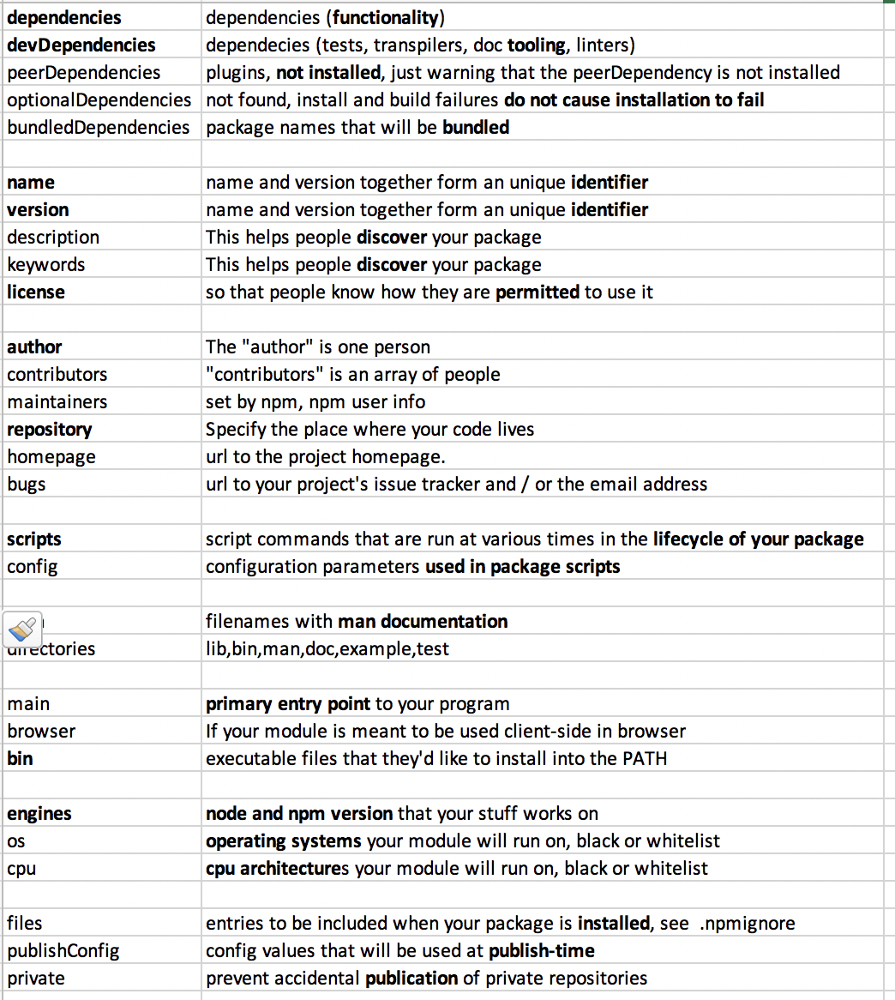 dependencies dependencies (functionality)
devDependencies dependecies (tests, transpilers, doc tooling, linters)
peerDependencies plugins, not installed, just warning that the peerDependency is not installed
optionalDependencies not found, install and build failures do not cause installation to fail
bundledDependencies package names that will be bundled
name name and version together form an unique identifier
version name and version together form an unique identifier
description This helps people discover your package
keywords This helps people discover your package
license so that people know how they are permitted to use it
author The "author" is one person
contributors "contributors" is an array of people
maintainers set by npm, npm user info
repository Specify the place where your code lives
homepage url to the project homepage.
bugs url to your project's issue tracker and / or the email address
scripts script commands that are run at various times in the lifecycle of your package
config configuration parameters used in package scripts
filenames with man documentation
directories lib,bin,man,doc,example,test
main primary entry point to your program
browser If your module is meant to be used client-side in browser
bin executable files that they'd like to install into the PATH
engines node and npm version that your stuff works on
os operating systems your module will run on, black or whitelist
cpu cpu architectures your module will run on, black or whitelist
files entries to be included when your package is installed, see .npmignore
publishConfig config values that will be used at publish-time
private prevent accidental publication of private repositories